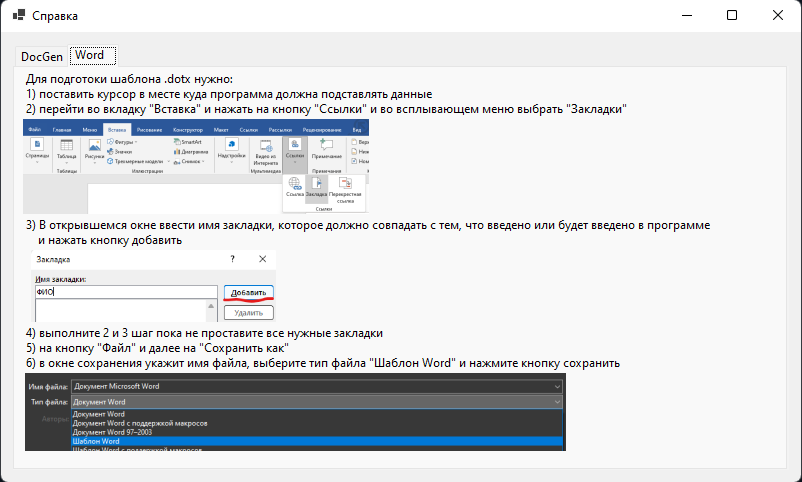 Справка
DocGen
Word
Для подготоки шаблона .dotx нужно:
1) поставить курсор в месте куда программа должна подставлять данные
2) перейти во вкладку "Вставка" и нажать на кнопку "Ссылки" и во всплывающем меню выбрать "Закладки"
Файл Главная Меню Вставка Рисование Конструктор Макет Ссылки Рассылки Рецензирование Вид
Страницы
Таблица
Таблицы
Рисунки
Фигуры
Значки
Трехмерные модели
SmartArt
Диаграмма
Снимок
Иллюстрации
Надстройки
Видео из
Интернета
Мультимедиа
Ссылки
Примечание
Примечания
Ссылка
Закладка
Перекрестная
ссылка
Ссылки
3) В открывшемся окне ввести имя закладки, которое должно совпадать с тем, что введено или будет введено в программе
и нажать кнопку добавить
Закладка ?
Имя закладки:
ФИО
Добавить
Удалить
4) выполните 2 и 3 шаг пока не проставите все нужные закладки
5) на кнопку "Файл" и далее на "Сохранить как"
6) в окне сохранения укажит имя файла, выберите тип файла "Шаблон Word" и нажмите кнопку сохранить
Имя файла: Документ Microsoft Word
Тип файла: Документ Word
Авторы:
Документ Word
Документ Word с поддержкой макросов
Документ Word 97–2003
Шаблон Word
Шаблон Word с поддержкой макросов